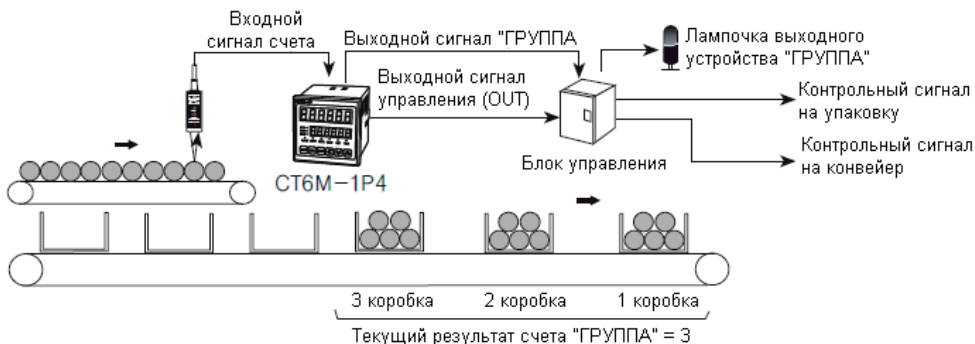 Входной
сигнал счета
Выходной сигнал "ГРУППА
Выходной сигнал
управления (OUT)
Лампочка выходного
устройства "ГРУППА"
Контрольный сигнал
на упаковку
Контрольный сигнал
на конвейер
Блок управления
CT6M-1P4
3 коробка
2 коробка
1 коробка
Текущий результат счета "ГРУППА" = 3